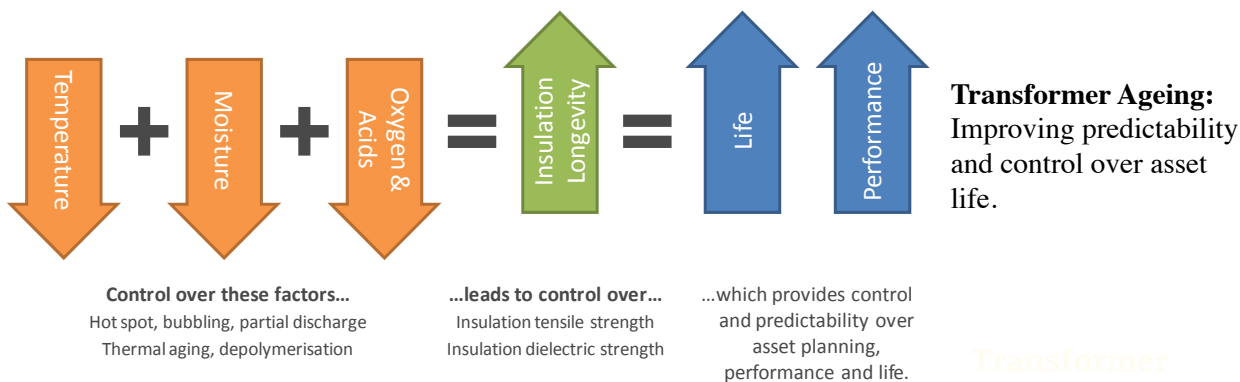 Temperature
Moisture
Oxygen &
Acids
Insulation
Longevity
Life
Performance
Transformer Ageing:
Improving predictability
and control over asset
life.
Control over these factors...
Hot spot, bubbling, partial discharge
Thermal aging, depolymerisation
...leads to control over...
Insulation tensile strength
Insulation dielectric strength
...which provides control
and predictability over
asset planning,
performance and life.
Transformer